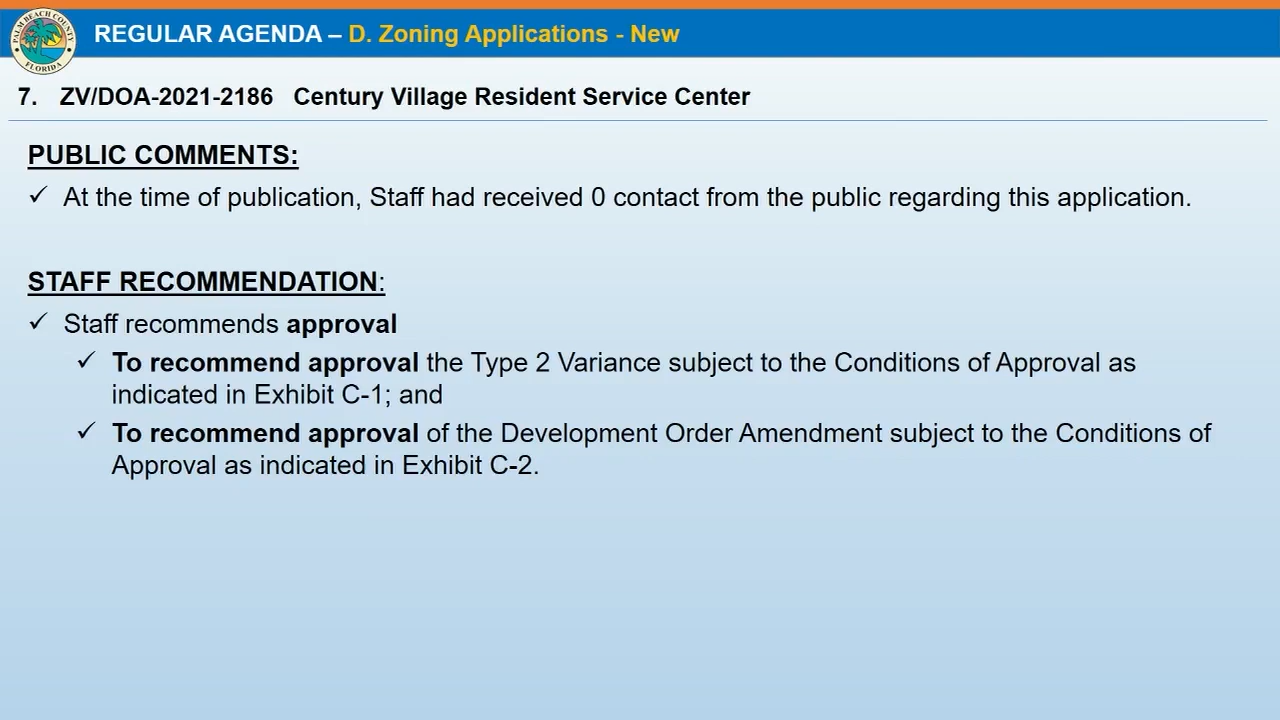 PALM BEACH COUNTY
FLORIDA
REGULAR AGENDA – D. Zoning Applications - New
7. ZV/DOA-2021-2186 Century Village Resident Service Center
PUBLIC COMMENTS:
✓ At the time of publication, Staff had received 0 contact from the public regarding this application.
STAFF RECOMMENDATION:
✓ Staff recommends approval
✓ To recommend approval the Type 2 Variance subject to the Conditions of Approval as
indicated in Exhibit C-1; and
✓ To recommend approval of the Development Order Amendment subject to the Conditions of
Approval as indicated in Exhibit C-2.